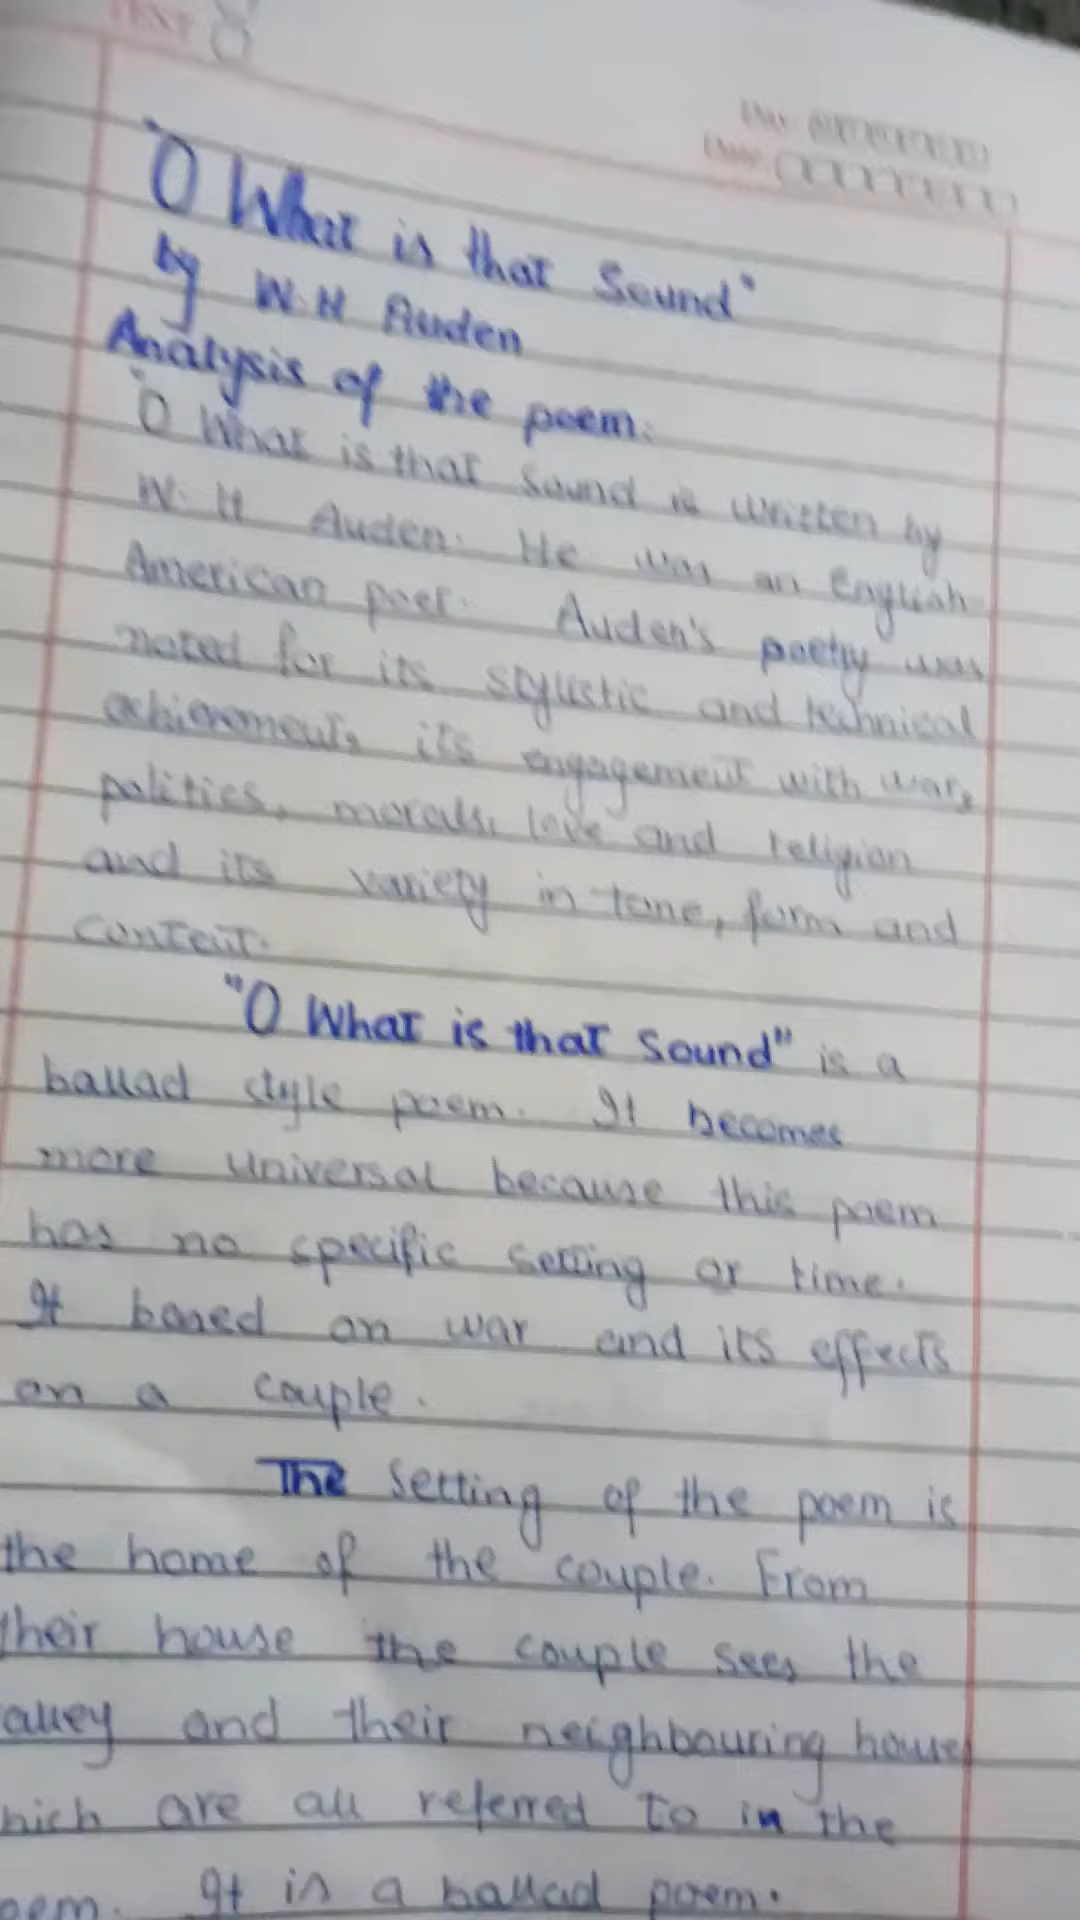 "O What is that Sound"
by W.H Auden
Analysis of the poem:
"O What is that Sound is written by
W. H Auden. He was an English
American poet. Auden's poetry was
noted for its stylistic and technical
achievements its engagement with war,
politics, morals, love and religion
and its variety in tone, form and
content.
"O What is that Sound" is a
ballad style poem. It becomes
more universal because this poem
has no specific setting or time.
It based on war and its effects
on a couple.
The setting of the poem is
the home of the couple. From
their house the couple sees the
alley and their neighbouring house
hich are all referred to in the
oem. It is a ballad poem.